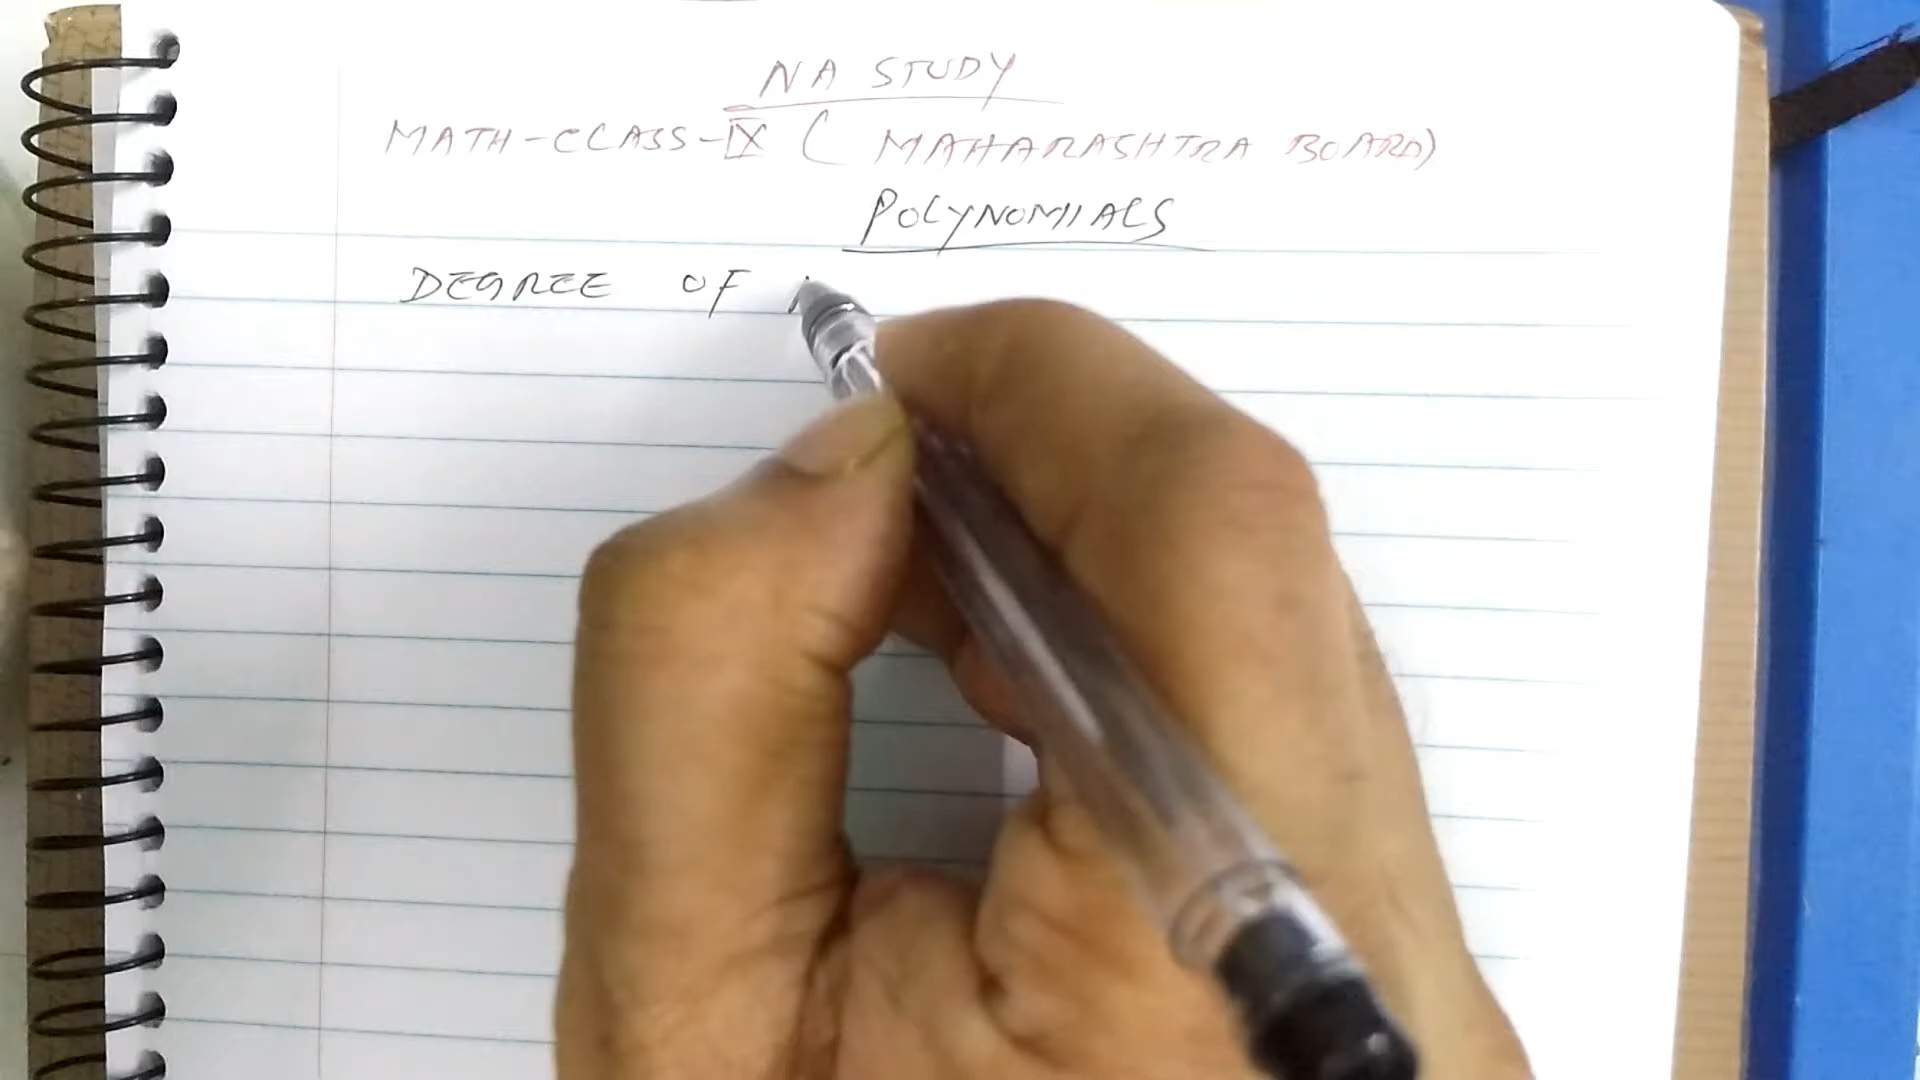 NA STUDY
MATH-CLASS-IX (MAHARASHTRA BOARD)
POLYNOMIALS
DEGREE OF